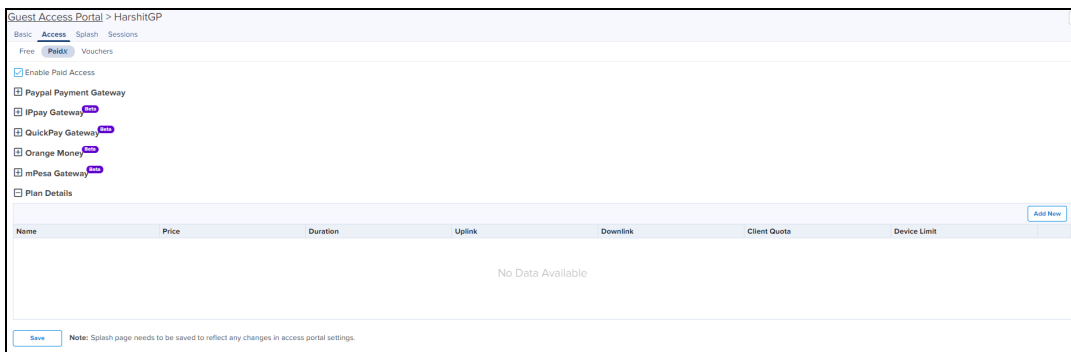 Guest Access Portal > HarshitGP
Basic Access Splash Sessions
Free Paidx Vouchers
Enable Paid Access
Paypal Payment Gateway
IPpay Gateway Beta
QuickPay Gateway Beta
Orange Money Beta
mPesa Gateway Beta
Plan Details
Add New
Name Price Duration Uplink Downlink Client Quota Device Limit
No Data Available
Save Note: Splash page needs to be saved to reflect any changes in access portal settings.